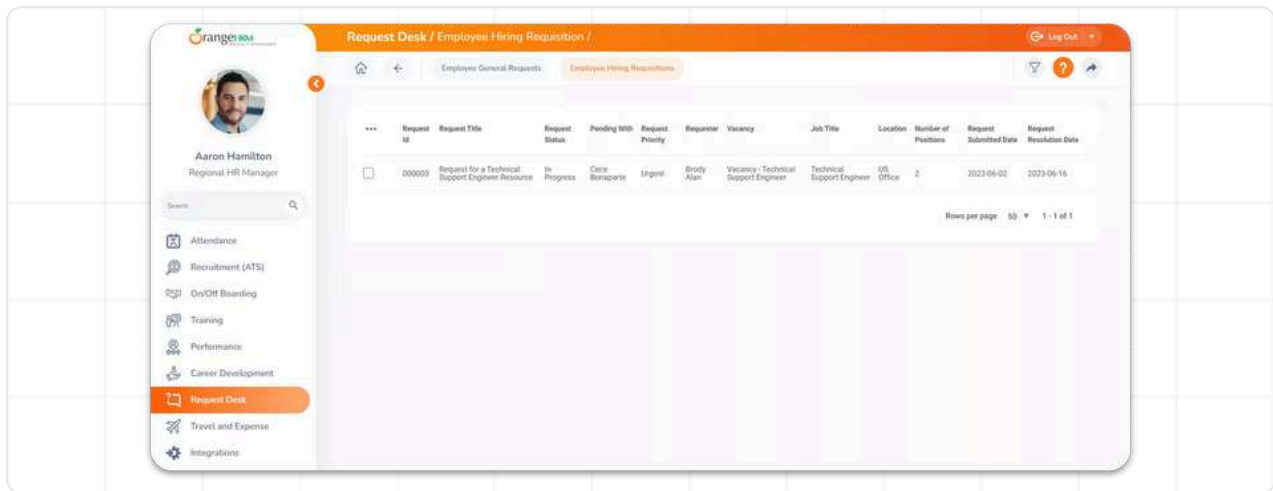 OrangeHRM
Request Desk / Employee Hiring Requisition /
Log Out
Employee General Requests
Employee Hiring Requisitions
?
Aaron Hamilton
Regional HR Manager
Search
Attendance
Recruitment (ATS)
On/Off Boarding
Training
Performance
Career Development
Request Desk
Travel and Expense
Integrations
Request Id Request Title Request Status Pending With Request Priority Requester Vacancy Job Title Location Number of Positions Request Submitted Date Request Resolution Date
000003 Request for a Technical Support Engineer Resource In Progress Cece Bonaparte Urgent Brody Alan Vacancy - Technical Support Engineer Technical Support Engineer US Office 2 2023-06-02 2023-06-16
Rows per page 50 1 - 1 of 1